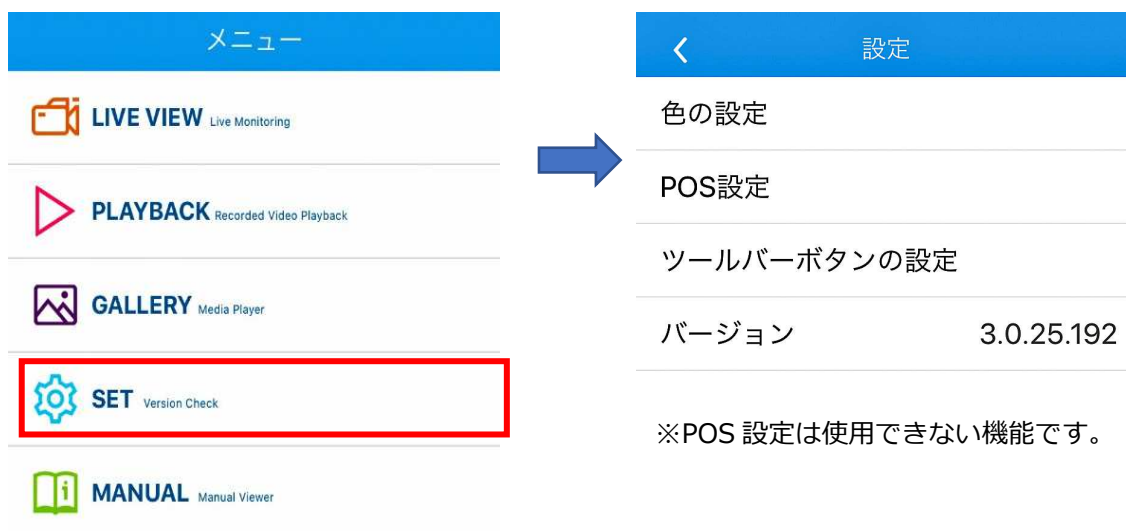 メニュー
LIVE VIEW Live Monitoring
PLAYBACK Recorded Video Playback
GALLERY Media Player
SET Version Check
MANUAL Manual Viewer
設定
色の設定
POS設定
ツールバーボタンの設定
バージョン 3.0.25.192
※POS 設定は使用できない機能です。